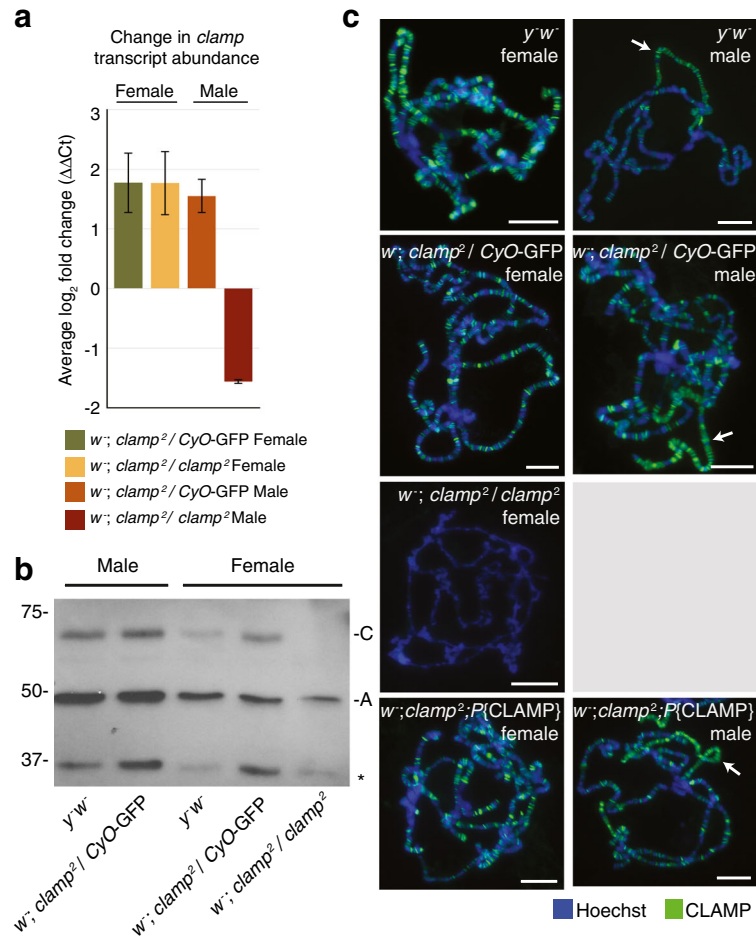 a
Change in clamp
transcript abundance
Female Male
3
2
1
0
-1
-2
Average log₂ fold change (ΔΔCt)
w⁻; clamp² / CyO-GFP Female
w⁻; clamp² / clamp² Female
w⁻; clamp² / CyO-GFP Male
w⁻; clamp² / clamp² Male
b
Male Female
75-
50-
37-
-C
-A
*
y⁻w⁻
w⁻; clamp² / CyO-GFP
y⁻w⁻
w⁻; clamp² / CyO-GFP
w⁻; clamp² / clamp²
c
y⁻w⁻
female
y⁻w⁻
male
w⁻; clamp² / CyO-GFP
female
w⁻; clamp² / CyO-GFP
male
w⁻; clamp² / clamp²
female
w⁻;clamp²;P{CLAMP}
female
w⁻;clamp²;P{CLAMP}
male
Hoechst CLAMP